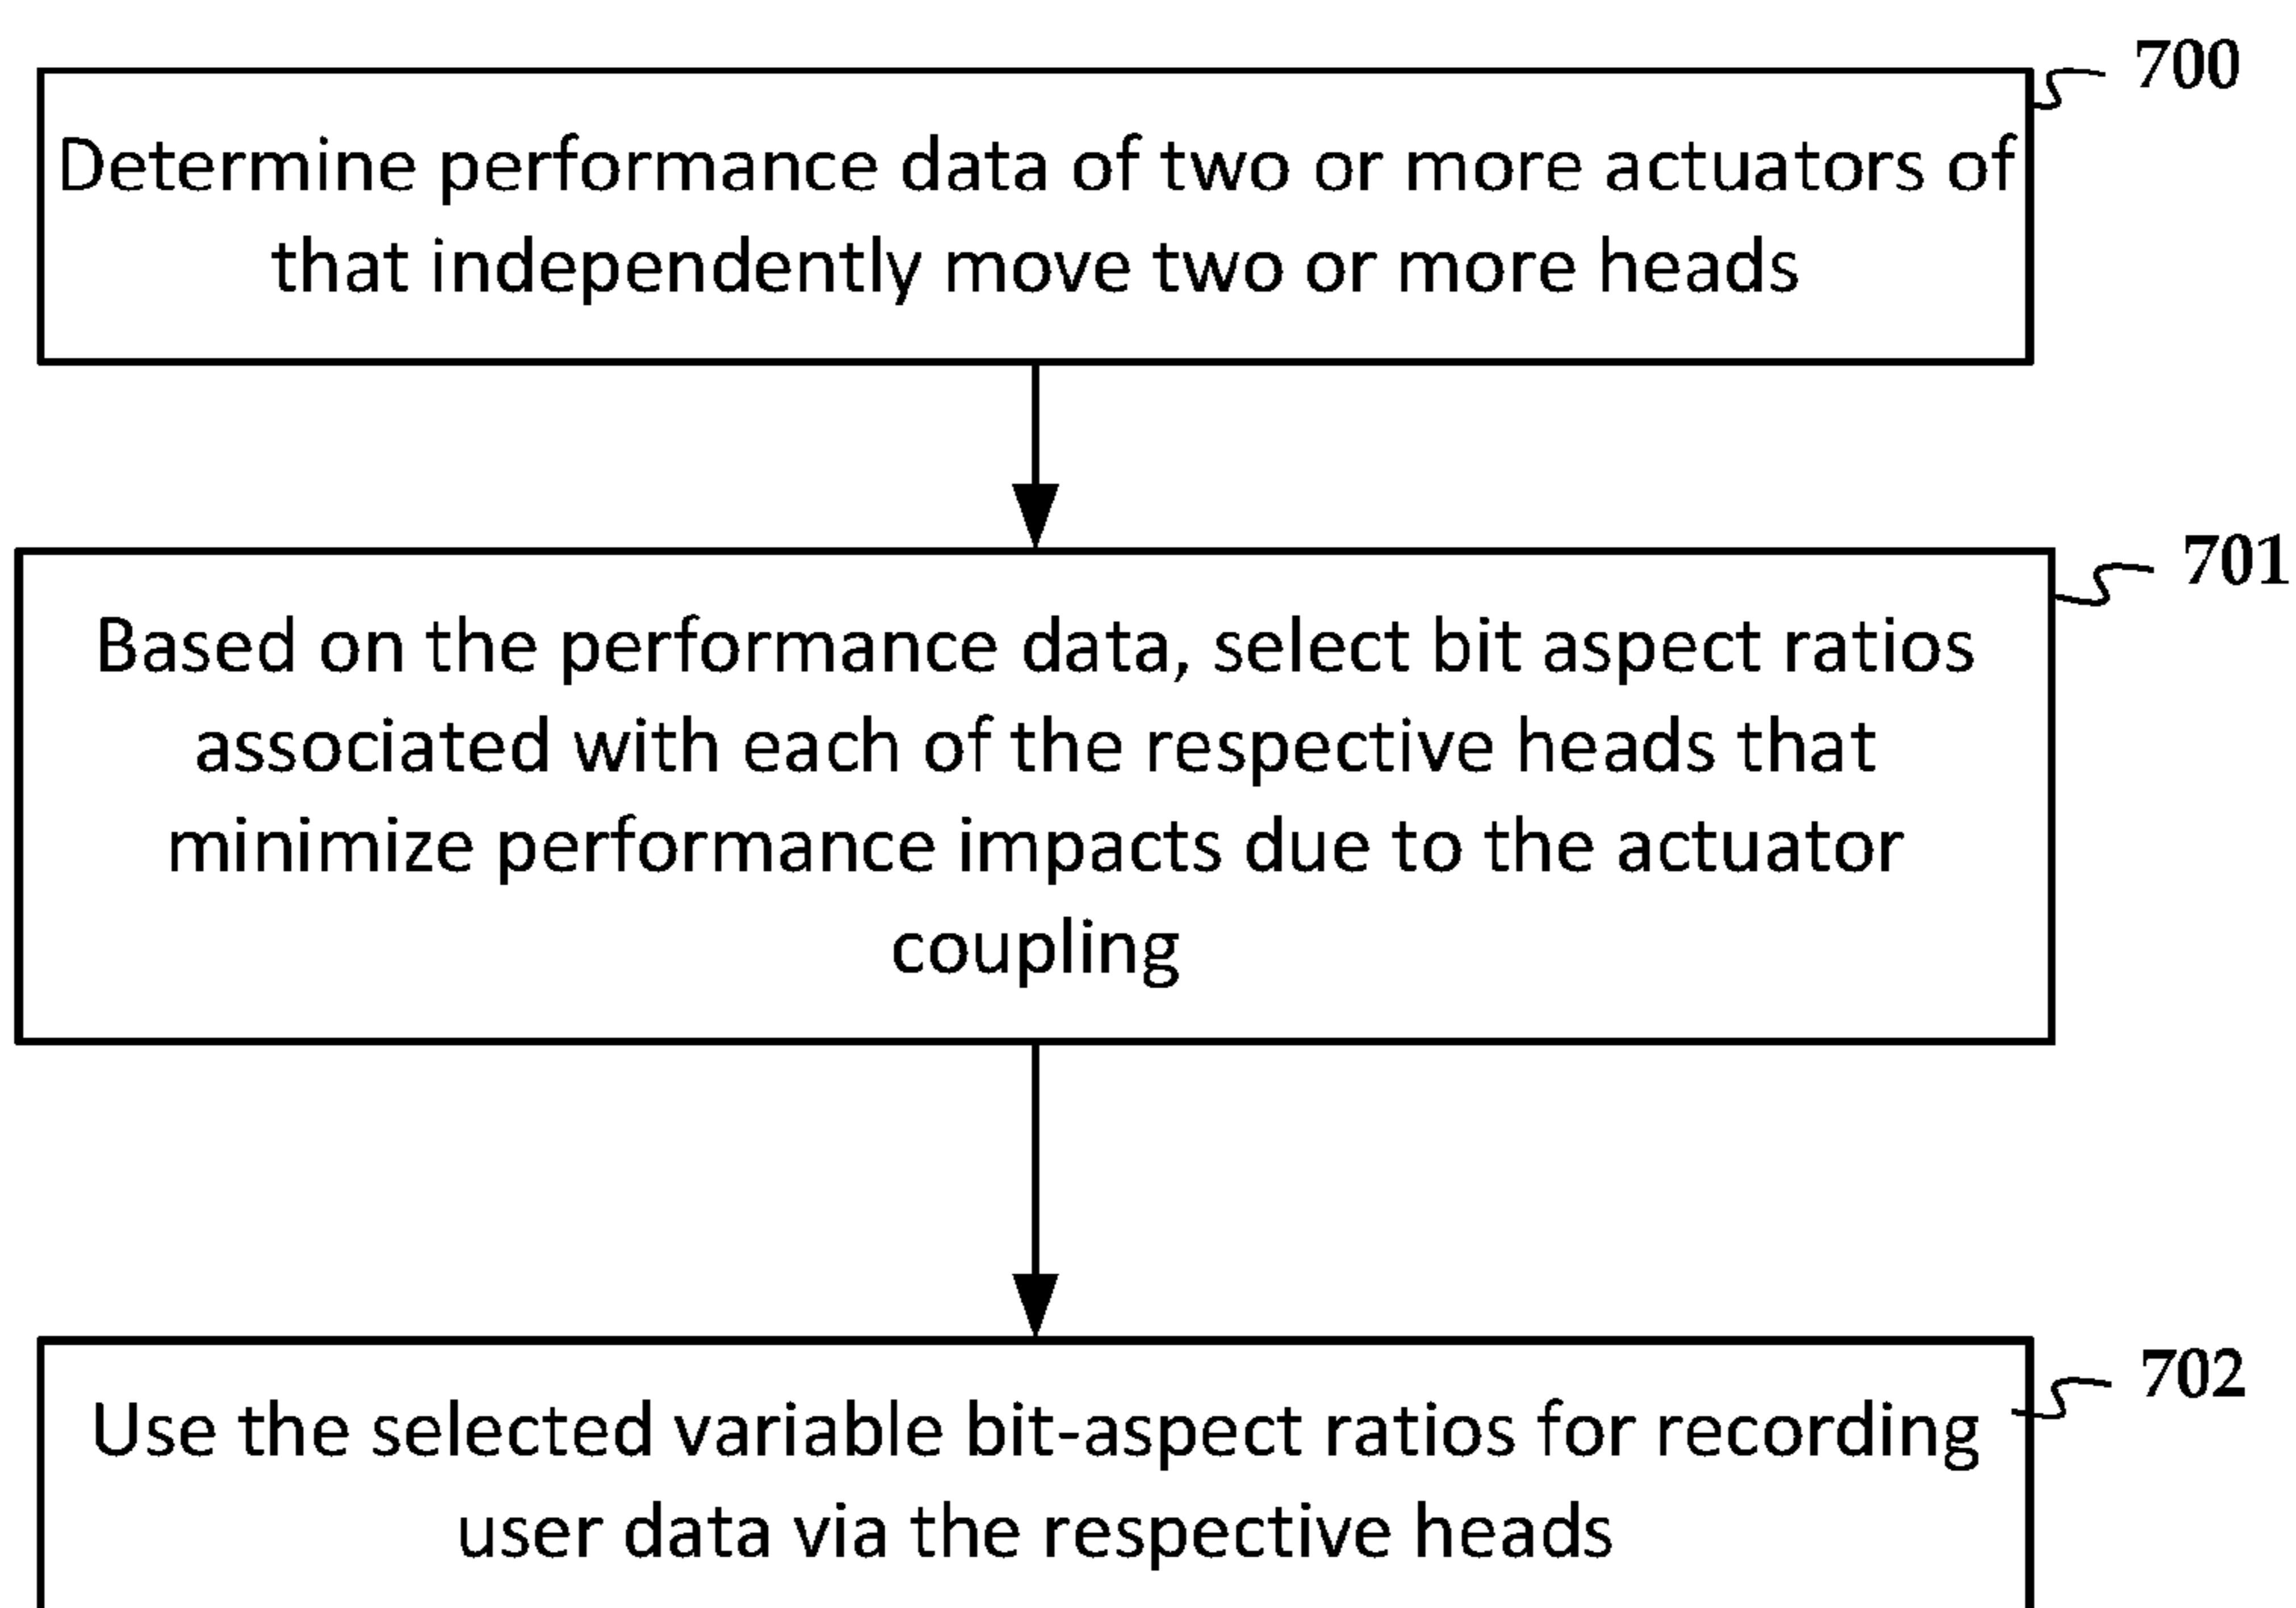 700
Determine performance data of two or more actuators of
that independently move two or more heads
701
Based on the performance data, select bit aspect ratios
associated with each of the respective heads that
minimize performance impacts due to the actuator
coupling
702
Use the selected variable bit-aspect ratios for recording
user data via the respective heads